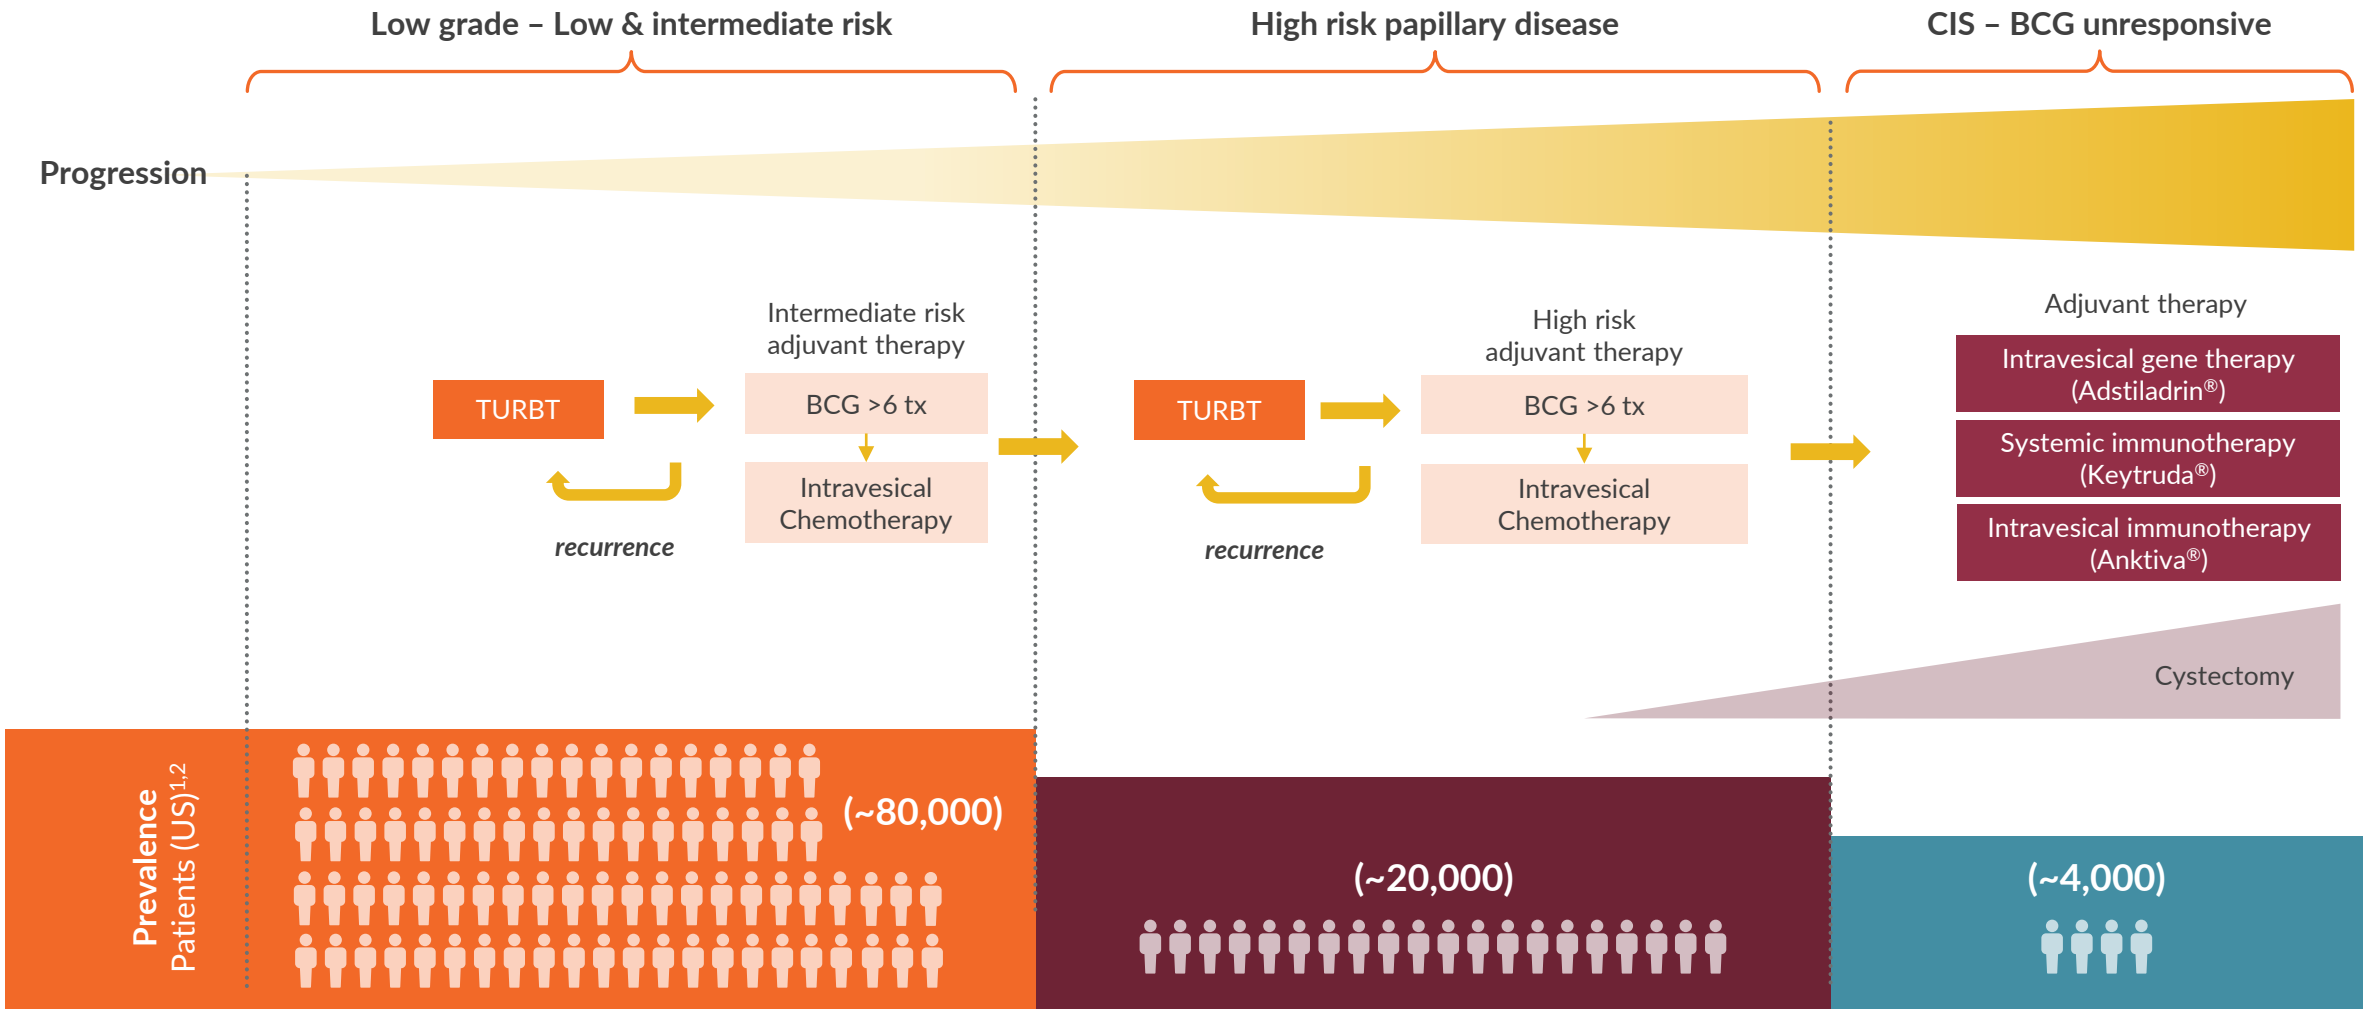 Low grade – Low & intermediate risk
High risk papillary disease
CIS – BCG unresponsive
Progression
Intermediate risk
adjuvant therapy
TURBT
BCG >6 tx
Intravesical
Chemotherapy
recurrence
High risk
adjuvant therapy
TURBT
BCG >6 tx
Intravesical
Chemotherapy
recurrence
Adjuvant therapy
Intravesical gene therapy
(Adstiladrin®)
Systemic immunotherapy
(Keytruda®)
Intravesical immunotherapy
(Anktiva®)
Cystectomy
Prevalence
Patients (US)1,2
(~80,000)
(~20,000)
(~4,000)